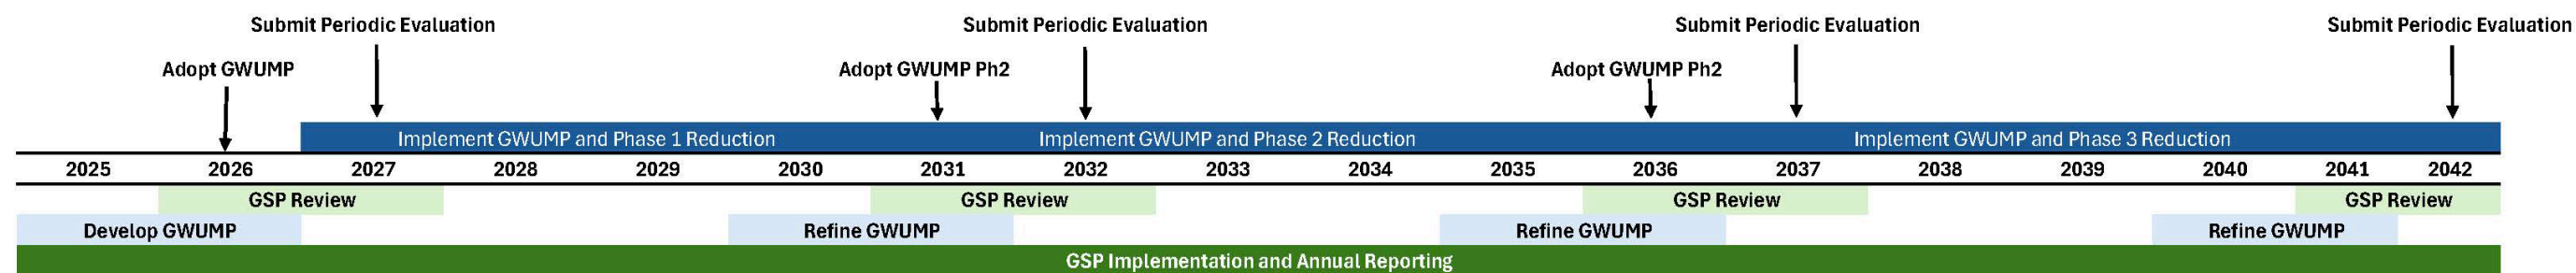 Submit Periodic Evaluation Submit Periodic Evaluation Submit Periodic Evaluation Submit Periodic Evaluation
Adopt GWUMP Adopt GWUMP Ph2 Adopt GWUMP Ph2
Implement GWUMP and Phase 1 Reduction Implement GWUMP and Phase 2 Reduction Implement GWUMP and Phase 3 Reduction
2025 2026 2027 2028 2029 2030 2031 2032 2033 2034 2035 2036 2037 2038 2039 2040 2041 2042
GSP Review GSP Review GSP Review GSP Review
Develop GWUMP Refine GWUMP Refine GWUMP Refine GWUMP
GSP Implementation and Annual Reporting